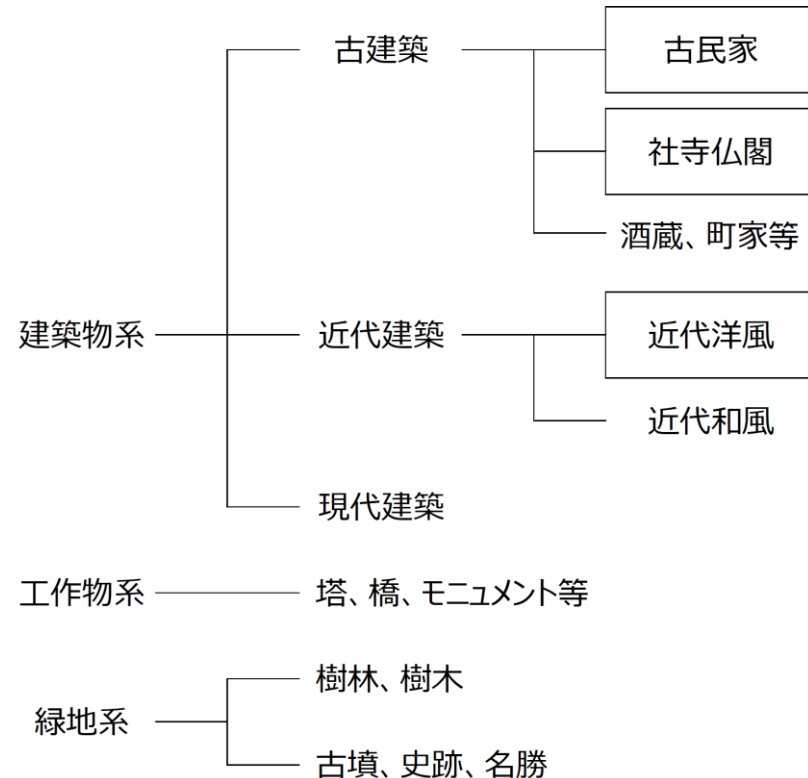 古建築
古民家
社寺仏閣
酒蔵、町家等
建築物系
近代建築
近代洋風
近代和風
現代建築
工作物系
塔、橋、モニュメント等
緑地系
樹林、樹木
古墳、史跡、名勝